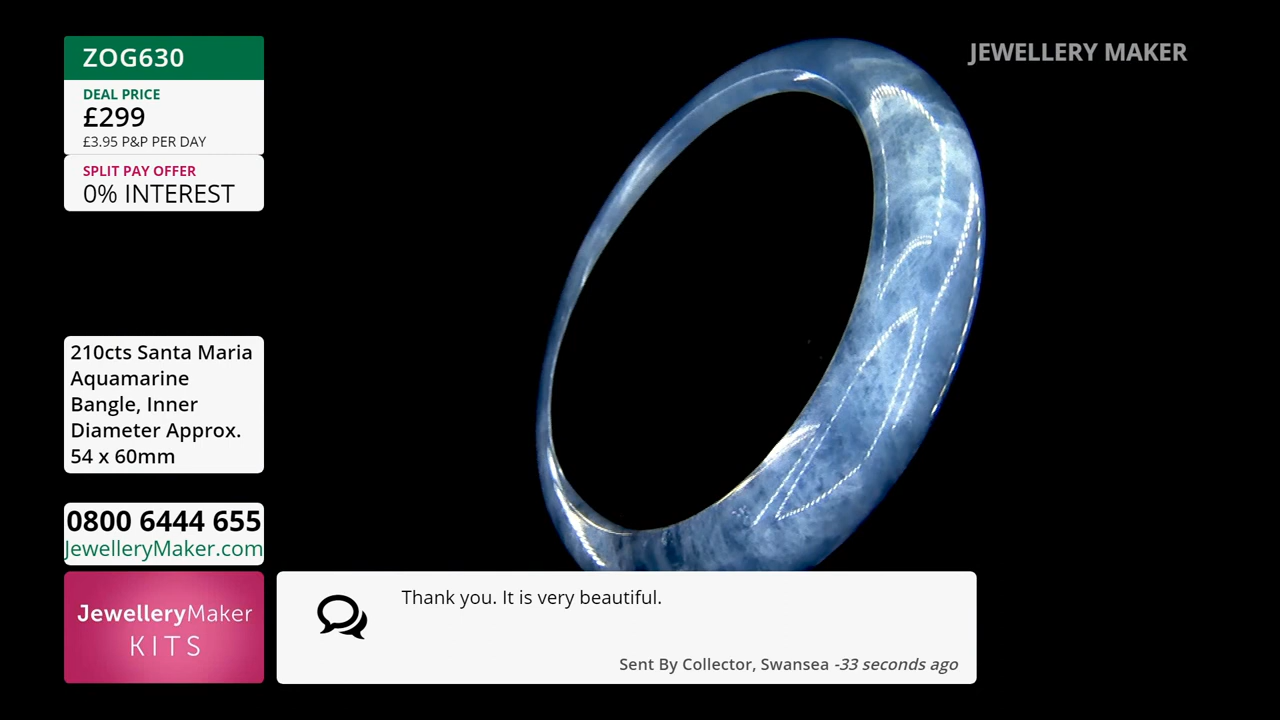 ZOG630
DEAL PRICE
£299
£3.95 P&P PER DAY
SPLIT PAY OFFER
0% INTEREST
JEWELLERY MAKER
210cts Santa Maria
Aquamarine
Bangle, Inner
Diameter Approx.
54 x 60mm
0800 6444 655
JewelleryMaker.com
JewelleryMaker
KITS
Thank you. It is very beautiful.
Sent By Collector, Swansea -33 seconds ago